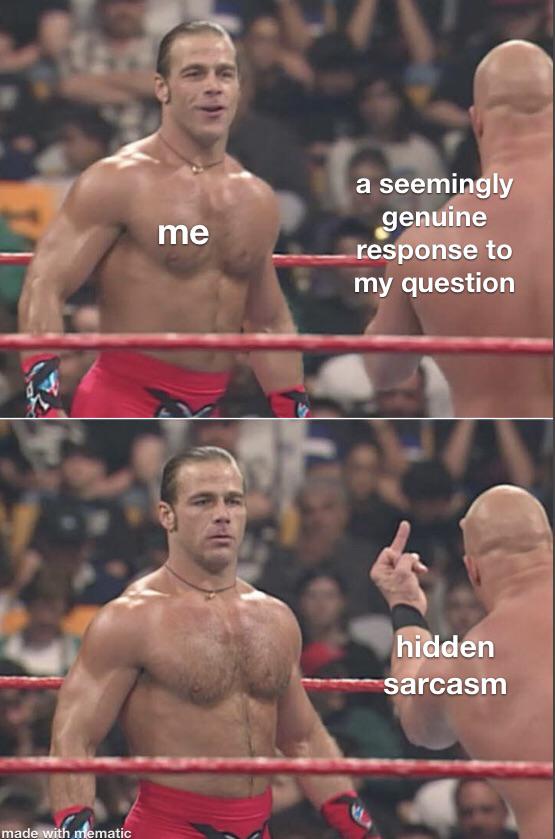 me
a seemingly
genuine
response to
my question
hidden
sarcasm
made with mematic